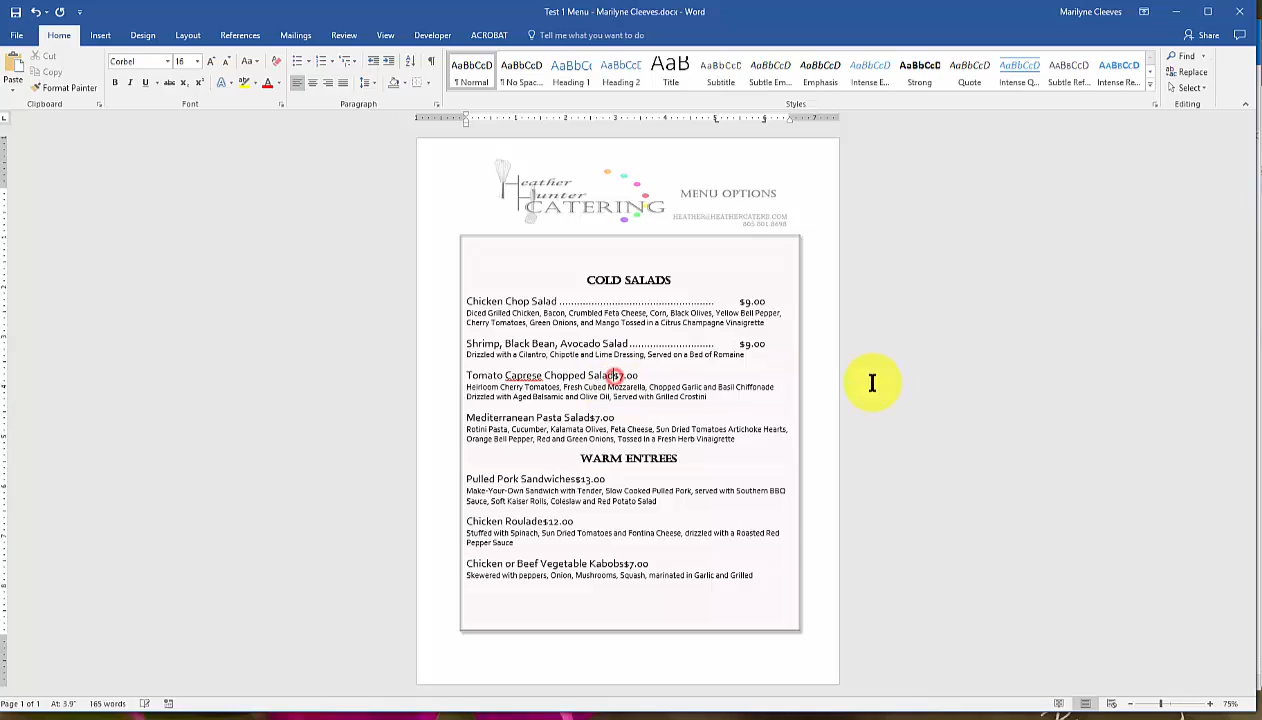 Test 1 Menu - Marilyne Cleeves.docx - Word
Marilyne Cleeves
File Home Insert Design Layout References Mailings Review View Developer ACROBAT Tell me what you want to do
Share
Paste
Cut
Copy
Format Painter
Clipboard
Corbel 16
Font
Paragraph
AaBbCcD AaBbCcD AaBbCc AaBbCcD AaB AaBbCcD AaBbCcD AaBbCcD AaBbCcD AaBbCcD AaBbCcD AaBbCcD AaBbCcD AaBbCcD
¶ Normal ¶ No Spac... Heading 1 Heading 2 Title Subtitle Subtle Em... Emphasis Intense E... Strong Quote Intense Q... Subtle Ref... Intense Re...
Styles
Find
Replace
Select
Editing
Heather
Hunter
CATERING
MENU OPTIONS
HEATHER@HEATHERCATERS.COM
805.801.8698
COLD SALADS
Chicken Chop Salad .................................................... $9.00
Diced Grilled Chicken, Bacon, Crumbled Feta Cheese, Corn, Black Olives, Yellow Bell Pepper,
Cherry Tomatoes, Green Onions, and Mango Tossed in a Citrus Champagne Vinaigrette
Shrimp, Black Bean, Avocado Salad ............................ $9.00
Drizzled with a Cilantro, Chipotle and Lime Dressing, Served on a Bed of Romaine
Tomato Caprese Chopped Salad$7.00
Heirloom Cherry Tomatoes, Fresh Cubed Mozzarella, Chopped Garlic and Basil Chiffonade
Drizzled with Aged Balsamic and Olive Oil, Served with Grilled Crostini
Mediterranean Pasta Salad$7.00
Rotini Pasta, Cucumber, Kalamata Olives, Feta Cheese, Sun Dried Tomatoes Artichoke Hearts,
Orange Bell Pepper, Red and Green Onions, Tossed in a Fresh Herb Vinaigrette
WARM ENTREES
Pulled Pork Sandwiches$13.00
Make-Your-Own Sandwich with Tender, Slow Cooked Pulled Pork, served with Southern BBQ
Sauce, Soft Kaiser Rolls, Coleslaw and Red Potato Salad
Chicken Roulade$12.00
Stuffed with Spinach, Sun Dried Tomatoes and Fontina Cheese, drizzled with a Roasted Red
Pepper Sauce
Chicken or Beef Vegetable Kabobs$7.00
Skewered with peppers, Onion, Mushrooms, Squash, marinated in Garlic and Grilled
Page 1 of 1 At: 3.9" 165 words
75%